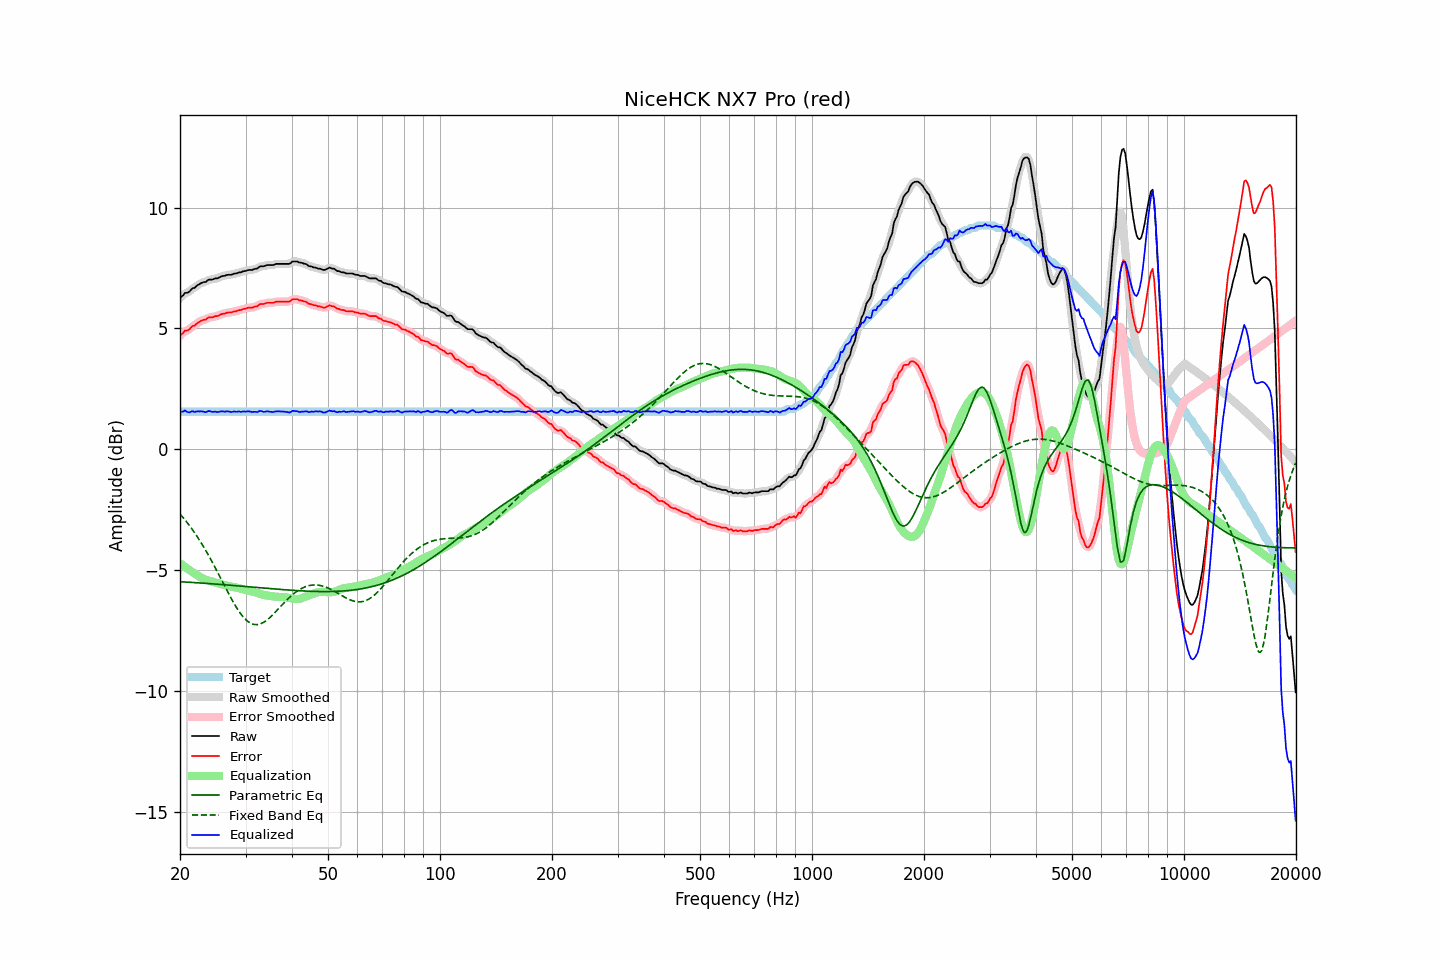 NiceHCK NX7 Pro (red)
Amplitude (dBr)
10
5
0
−5
−10
−15
Target
Raw Smoothed
Error Smoothed
Raw
Error
Equalization
Parametric Eq
Fixed Band Eq
Equalized
20 50 100 200 500 1000 2000 5000 10000 20000
Frequency (Hz)